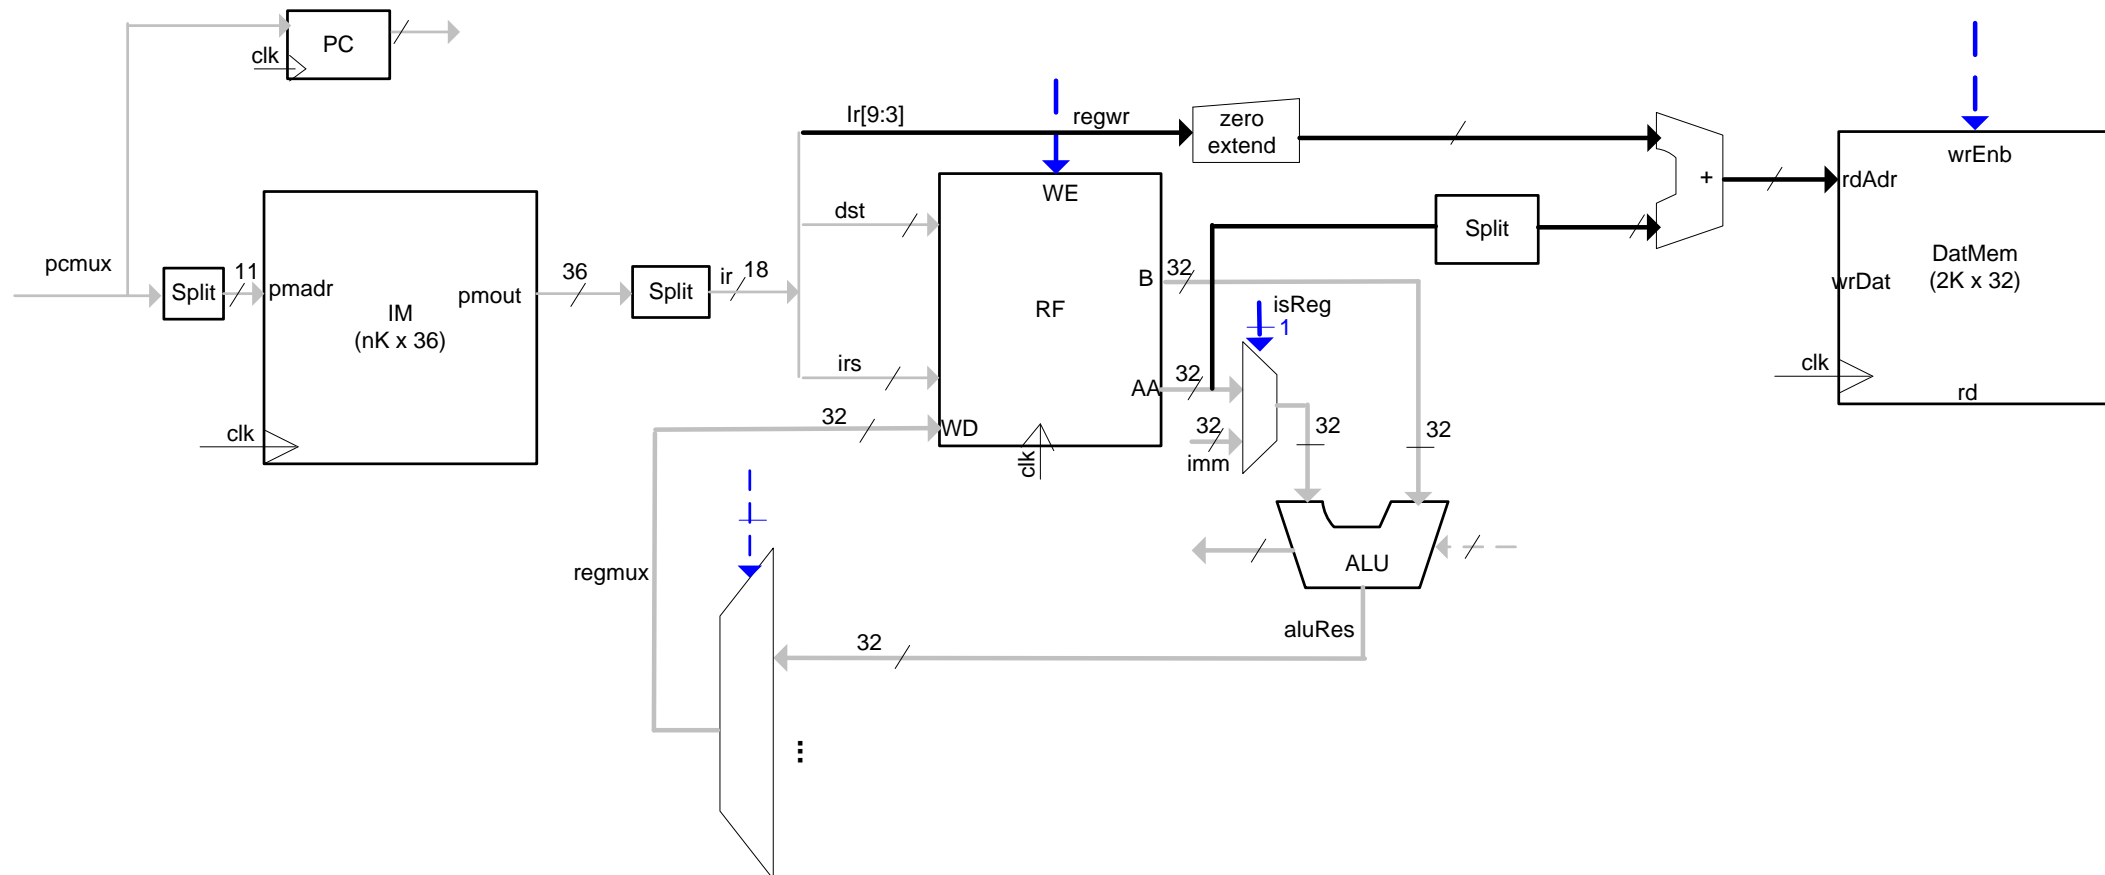 PC
clk
Ir[9:3]
regwr
zero
extend
wrEnb
WE
rdAdr
+
dst
Split
pcmux
Split
11
pmadr
pmout
36
Split
ir
18
IM
(nK x 36)
B
32
RF
DatMem
(2K x 32)
wrDat
isReg
1
irs
AA
32
clk
rd
32
WD
32
imm
32
32
clk
clk
regmux
ALU
aluRes
32
...